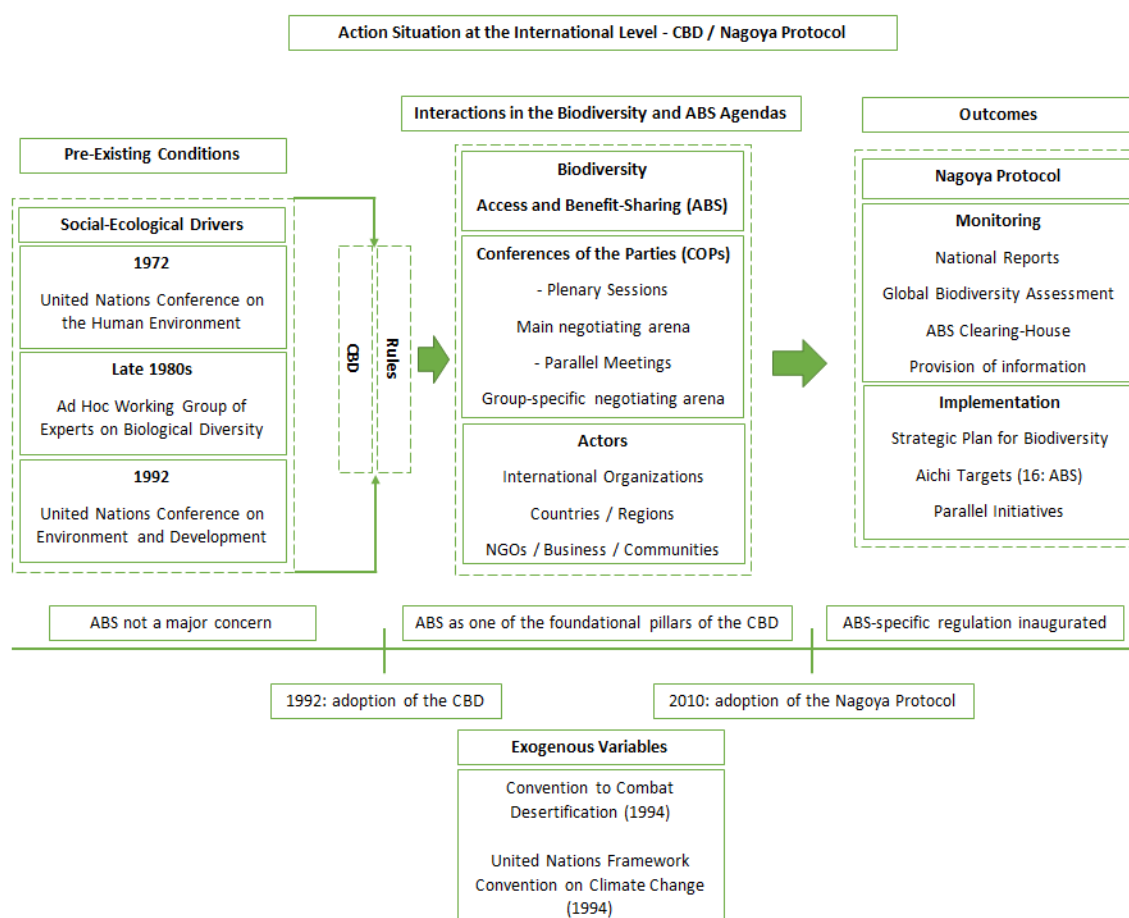 Action Situation at the International Level - CBD / Nagoya Protocol
Pre-Existing Conditions
Social-Ecological Drivers
1972
United Nations Conference on
the Human Environment
Late 1980s
Ad Hoc Working Group of
Experts on Biological Diversity
1992
United Nations Conference on
Environment and Development
CBD
Rules
Interactions in the Biodiversity and ABS Agendas
Biodiversity
Access and Benefit-Sharing (ABS)
Conferences of the Parties (COPs)
- Plenary Sessions
Main negotiating arena
- Parallel Meetings
Group-specific negotiating arena
Actors
International Organizations
Countries / Regions
NGOs / Business / Communities
Outcomes
Nagoya Protocol
Monitoring
National Reports
Global Biodiversity Assessment
ABS Clearing-House
Provision of information
Implementation
Strategic Plan for Biodiversity
Aichi Targets (16: ABS)
Parallel Initiatives
ABS not a major concern
ABS as one of the foundational pillars of the CBD
ABS-specific regulation inaugurated
1992: adoption of the CBD
2010: adoption of the Nagoya Protocol
Exogenous Variables
Convention to Combat
Desertification (1994)
United Nations Framework
Convention on Climate Change
(1994)